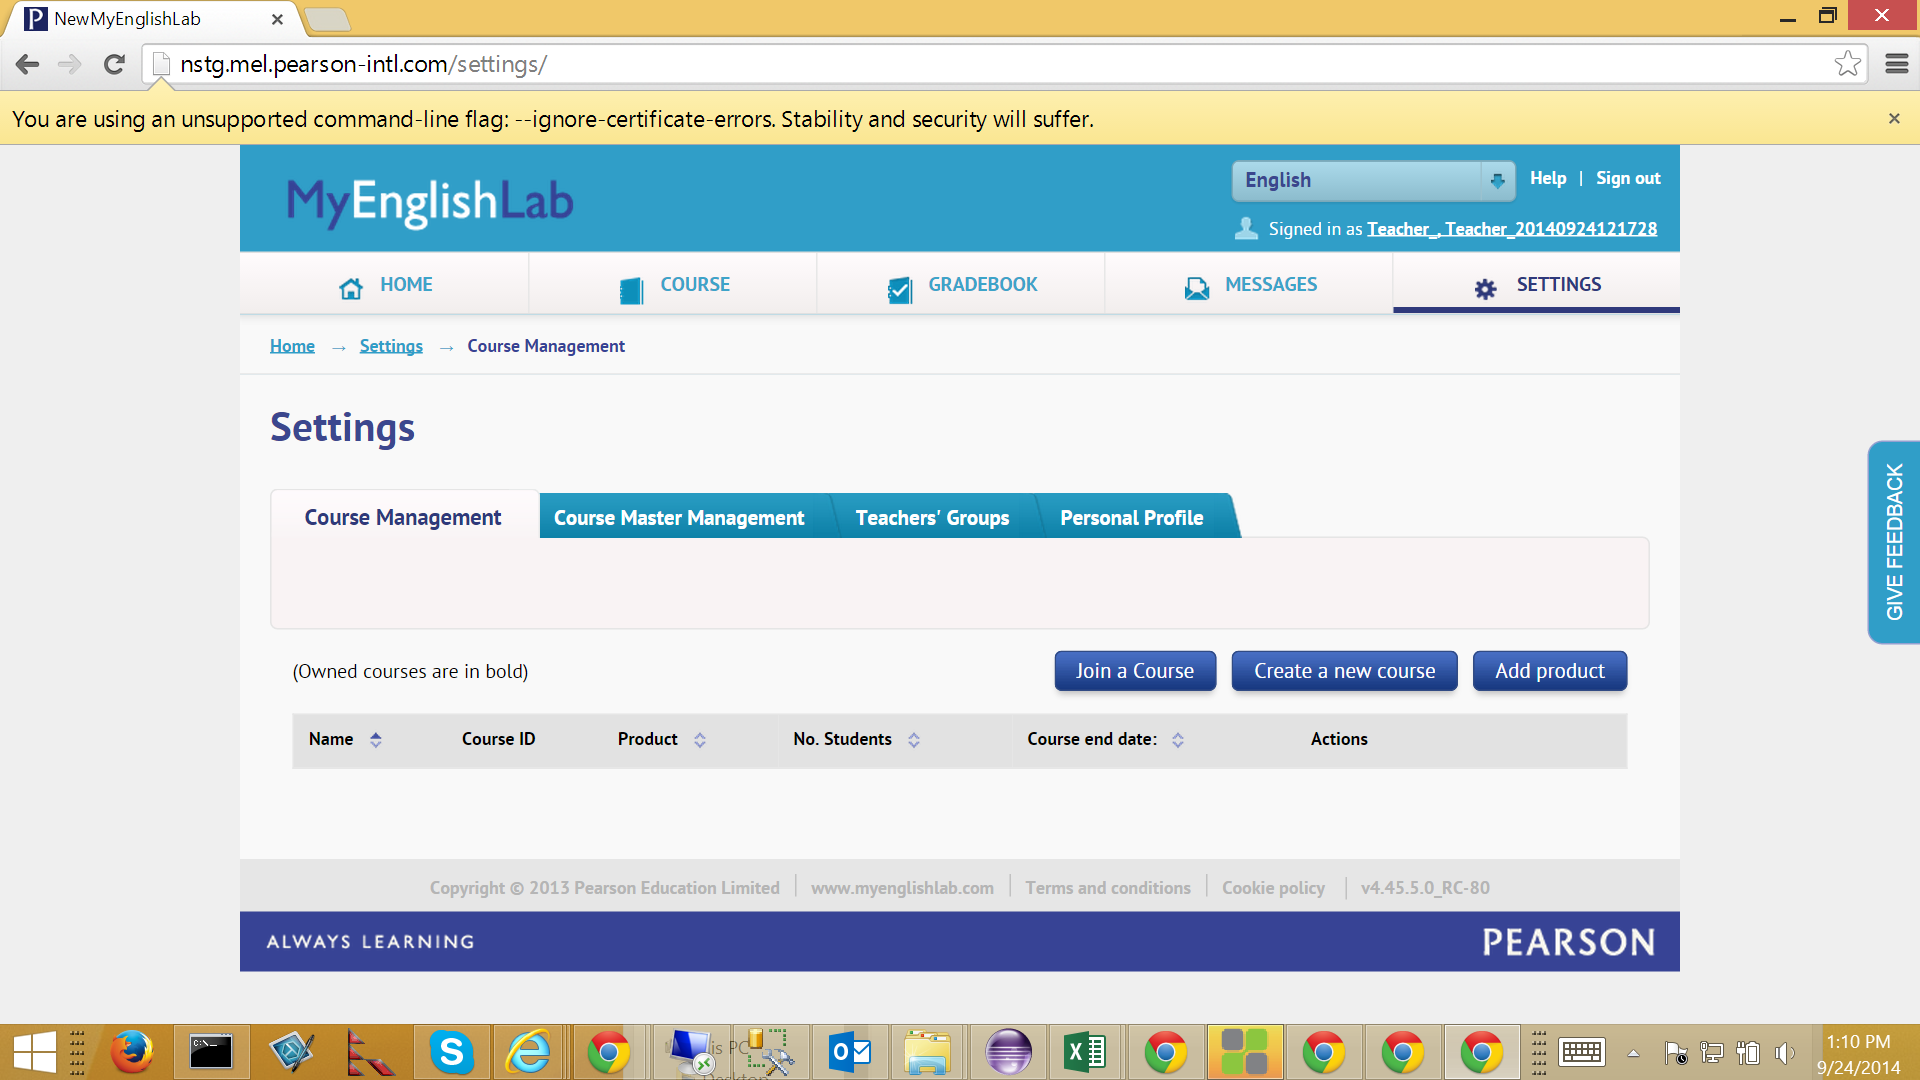 NewMyEnglishLab
nstg.mel.pearson-intl.com/settings/
You are using an unsupported command-line flag: --ignore-certificate-errors. Stability and security will suffer.
MyEnglishLab
English
Help | Sign out
Signed in as Teacher_, Teacher_20140924121728
HOME COURSE GRADEBOOK MESSAGES SETTINGS
Home → Settings → Course Management
Settings
Course Management Course Master Management Teachers' Groups Personal Profile
GIVE FEEDBACK
(Owned courses are in bold) Join a Course Create a new course Add product
Name Course ID Product No. Students Course end date: Actions
Copyright © 2013 Pearson Education Limited | www.myenglishlab.com | Terms and conditions | Cookie policy | v4.45.5.0_RC-80
ALWAYS LEARNING PEARSON
is PC
Desktop
1:10 PM
9/24/2014